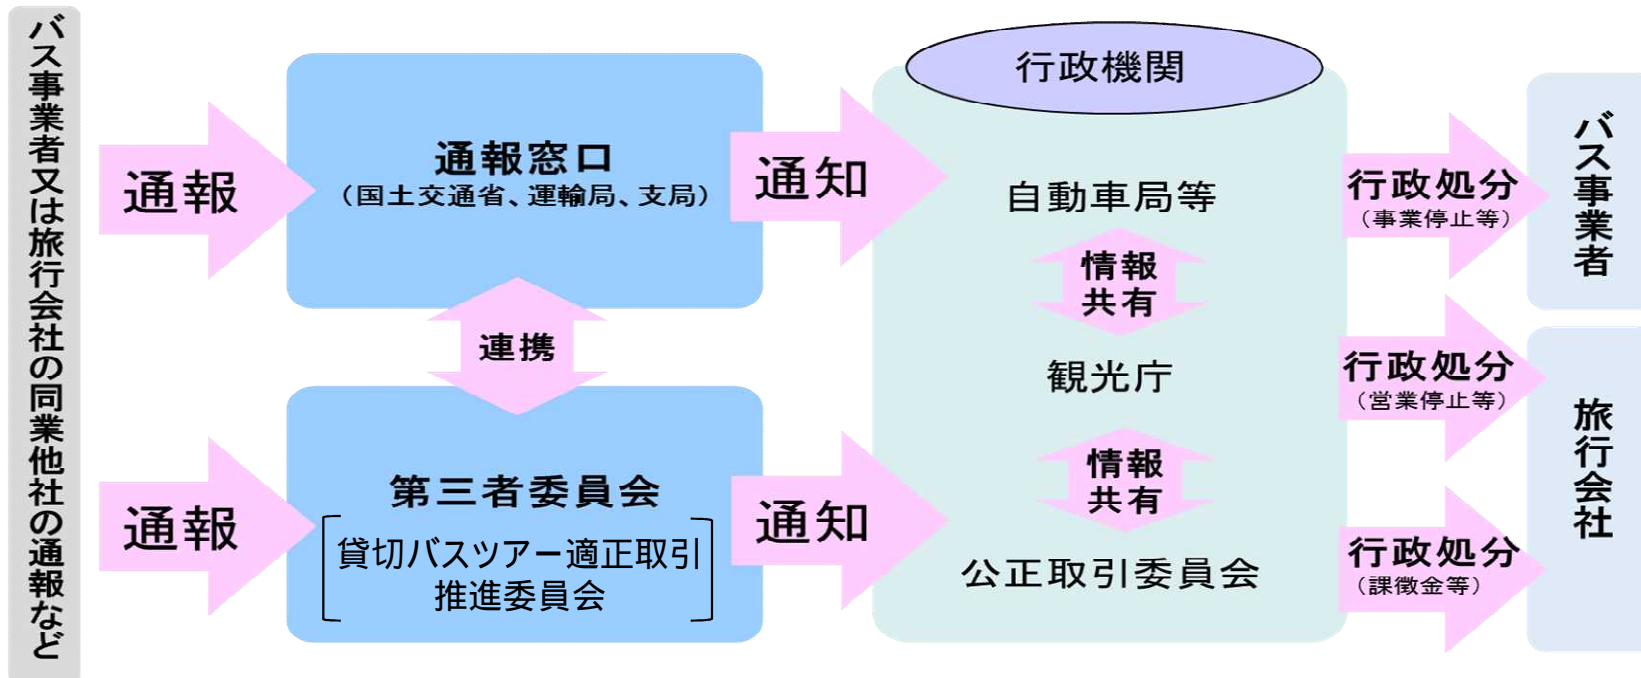 バス事業者又は旅行会社の同業他社の通報など
通報
通報窓口
（国土交通省、運輸局、支局）
連携
通報
第三者委員会
貸切バスツアー適正取引
推進委員会
通知
通知
行政機関
自動車局等
情報
共有
観光庁
情報
共有
公正取引委員会
行政処分
（事業停止等）
行政処分
（営業停止等）
行政処分
（課徴金等）
バス事業者
旅行会社